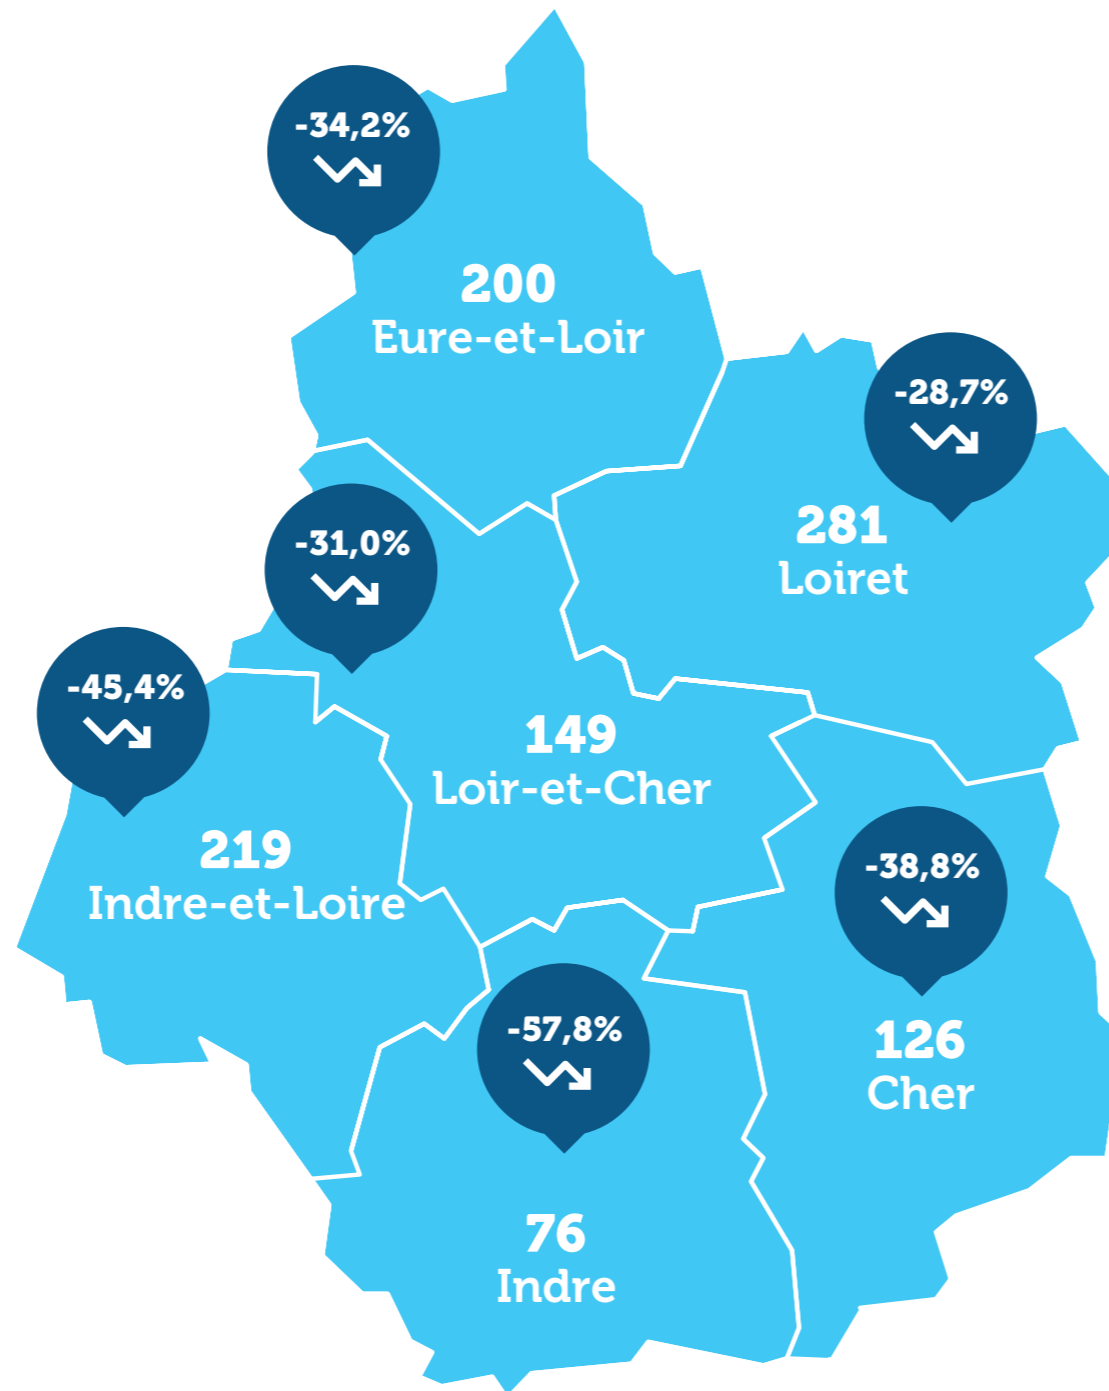 -34,2%
200
Eure-et-Loir
-28,7%
281
Loiret
-31,0%
149
Loir-et-Cher
-45,4%
219
Indre-et-Loire
-38,8%
126
Cher
-57,8%
76
Indre